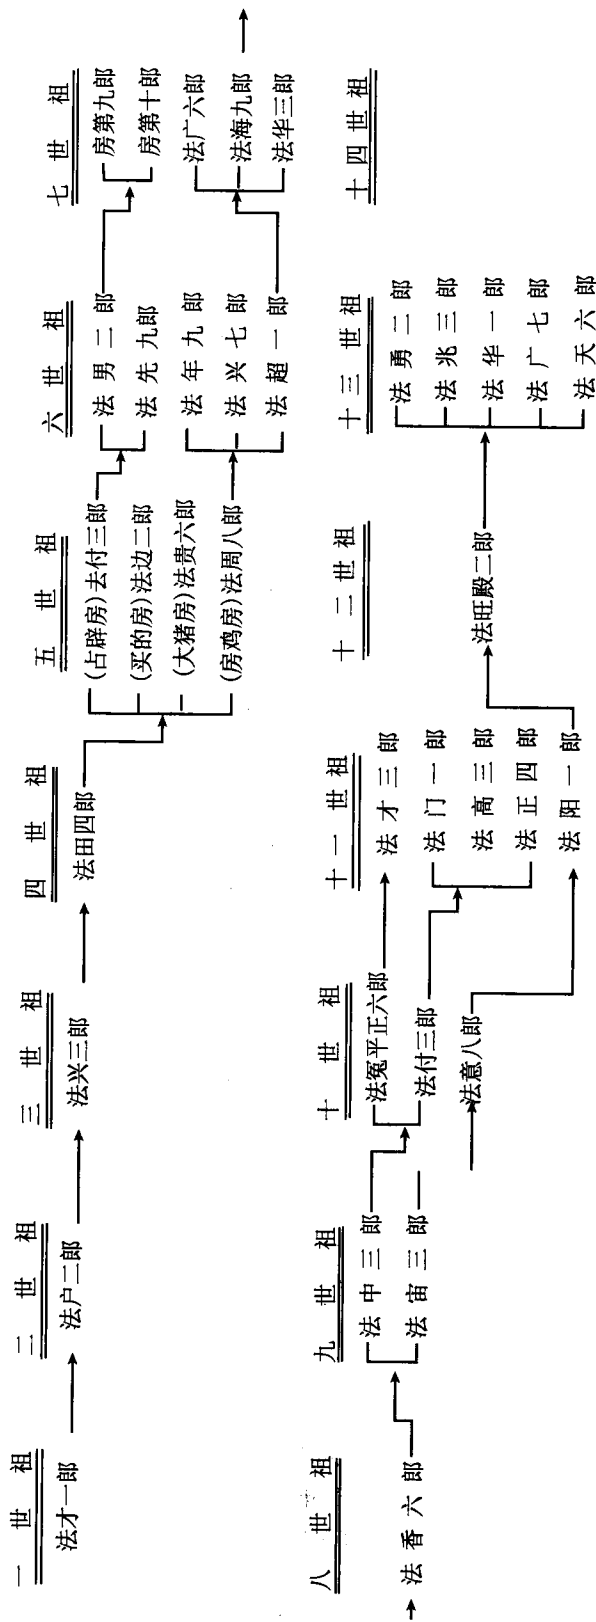 一世祖
法才一郎
二世祖
法户二郎
三世祖
法兴三郎
四世祖
法田四郎
五世祖
(占辟房)去付三郎
(买的房)法边二郎
(大猪房)法贵六郎
(房鸡房)法周八郎
六世祖
法男二郎
法先九郎
法年九郎
法兴七郎
法超一郎
七世祖
房第九郎
房第十郎
法广六郎
法海九郎
法华三郎
八世祖
法香六郎
九世祖
法中三郎
法宙三郎
十世祖
法冤平正六郎
法付三郎
法意八郎
十一世祖
法才三郎
法门一郎
法高三郎
法正四郎
法阳一郎
十二世祖
法旺殿二郎
十三世祖
法勇二郎
法兆三郎
法华一郎
法广七郎
法天六郎
十四世祖